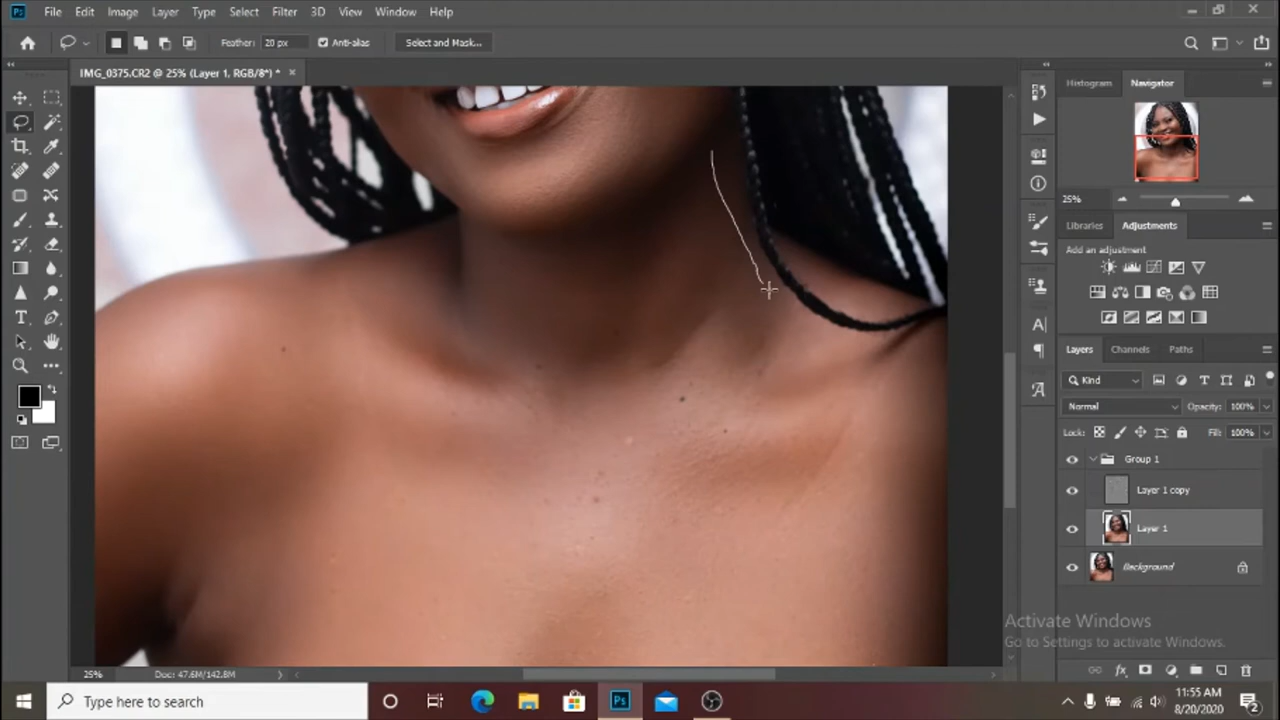 Ps File Edit Image Layer Type Select Filter 3D View Window Help
Feather: 20 px Anti-alias Select and Mask...
IMG_0375.CR2 @ 25% (Layer 1, RGB/8*) *
Histogram Navigator
25%
Libraries Adjustments
Add an adjustment
Layers Channels Paths
Kind
Normal Opacity: 100%
Lock: Fill: 100%
Group 1
Layer 1 copy
Layer 1
Background
Activate Windows
Go to Settings to activate Windows.
25% Doc: 47.6M/142.8M
Type here to search
Ps
11:55 AM
8/20/2020
2